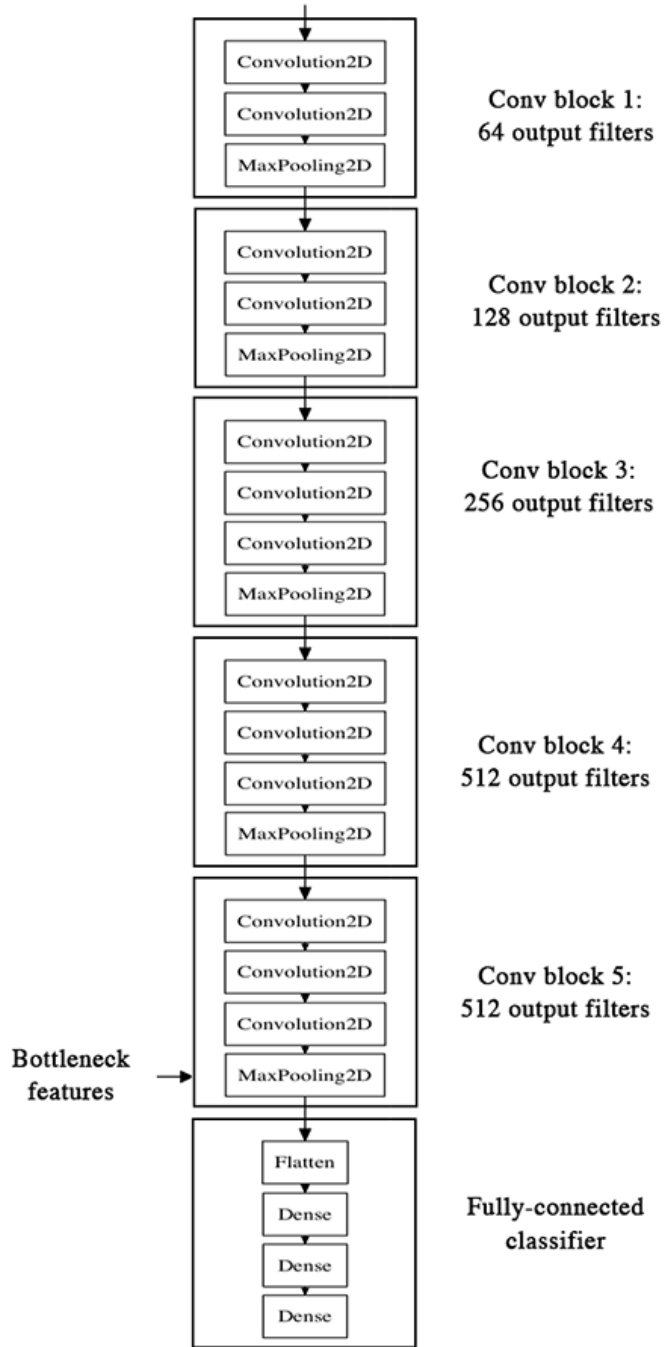 Convolution2D
Convolution2D
MaxPooling2D
Conv block 1:
64 output filters
Convolution2D
Convolution2D
MaxPooling2D
Conv block 2:
128 output filters
Convolution2D
Convolution2D
Convolution2D
MaxPooling2D
Conv block 3:
256 output filters
Convolution2D
Convolution2D
Convolution2D
MaxPooling2D
Conv block 4:
512 output filters
Convolution2D
Convolution2D
Convolution2D
MaxPooling2D
Conv block 5:
512 output filters
Bottleneck
features
Flatten
Dense
Dense
Dense
Fully-connected
classifier